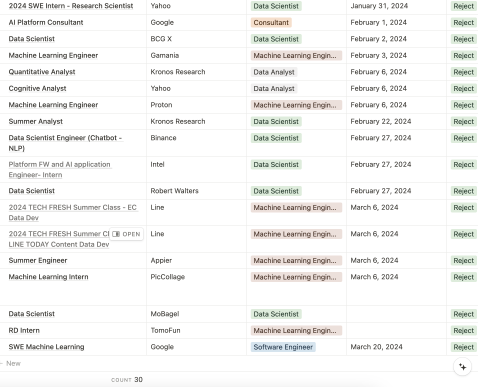 2024 SWE Intern - Research Scientist Yahoo Data Scientist January 31, 2024 Reject
AI Platform Consultant Google Consultant February 1, 2024 Reject
Data Scientist BCG X Data Scientist February 2, 2024 Reject
Machine Learning Engineer Gamania Machine Learning Engin... February 3, 2024 Reject
Quantitative Analyst Kronos Research Data Analyst February 6, 2024 Reject
Cognitive Analyst Yahoo Data Analyst February 6, 2024 Reject
Machine Learning Engineer Proton Machine Learning Engin... February 6, 2024 Reject
Summer Analyst Kronos Research Data Scientist February 22, 2024 Reject
Data Scientist Engineer (Chatbot - Binance Data Scientist February 27, 2024 Reject
NLP)
Platform FW and AI application Intel Data Scientist February 27, 2024 Reject
Engineer- Intern
Data Scientist Robert Walters Data Scientist February 27, 2024 Reject
2024 TECH FRESH Summer Class - EC Line Machine Learning Engin... March 6, 2024 Reject
Data Dev
2024 TECH FRESH Summer Cl OPEN Line Machine Learning Engin... March 6, 2024 Reject
LINE TODAY Content Data Dev
Summer Engineer Appier Machine Learning Engin... March 6, 2024 Reject
Machine Learning Intern PicCollage Machine Learning Engin... March 6, 2024 Reject
Data Scientist MoBagel Data Scientist Reject
RD Intern TomoFun Machine Learning Engin... Reject
SWE Machine Learning Google Software Engineer March 20, 2024 Reject
New
COUNT 30